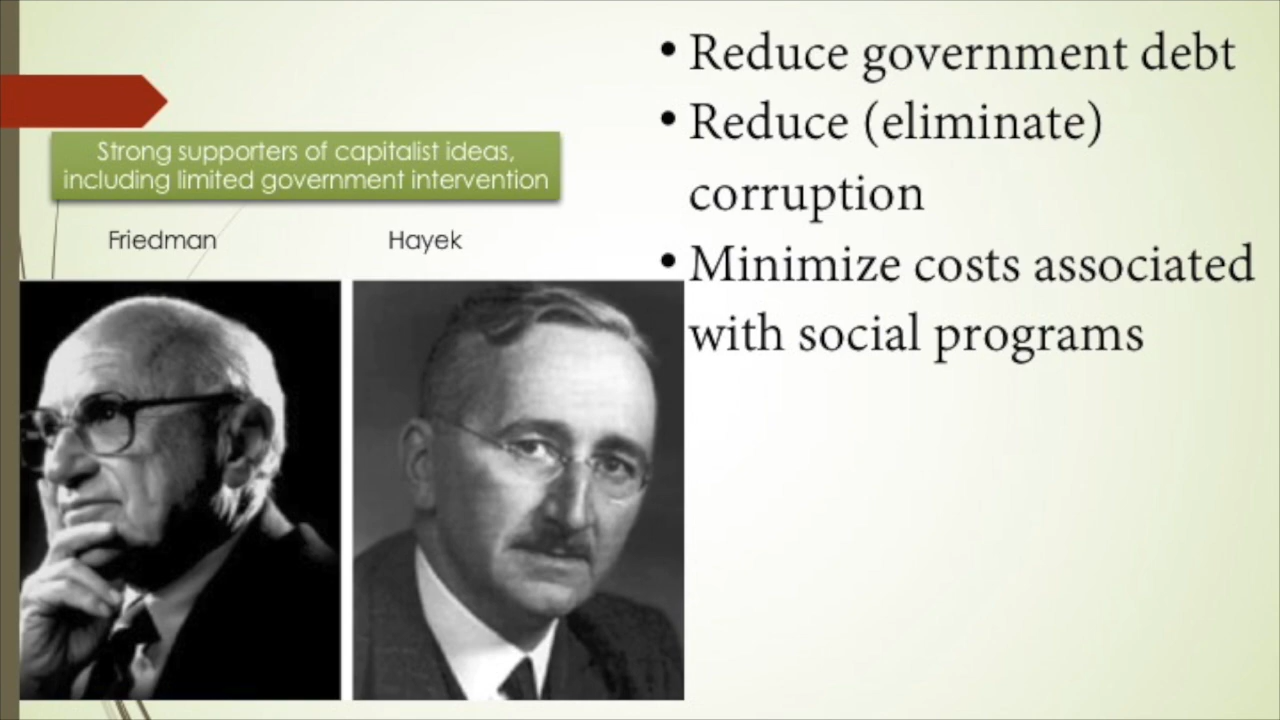 Strong supporters of capitalist ideas,
including limited government intervention
Friedman
Hayek
• Reduce government debt
• Reduce (eliminate)
corruption
• Minimize costs associated
with social programs